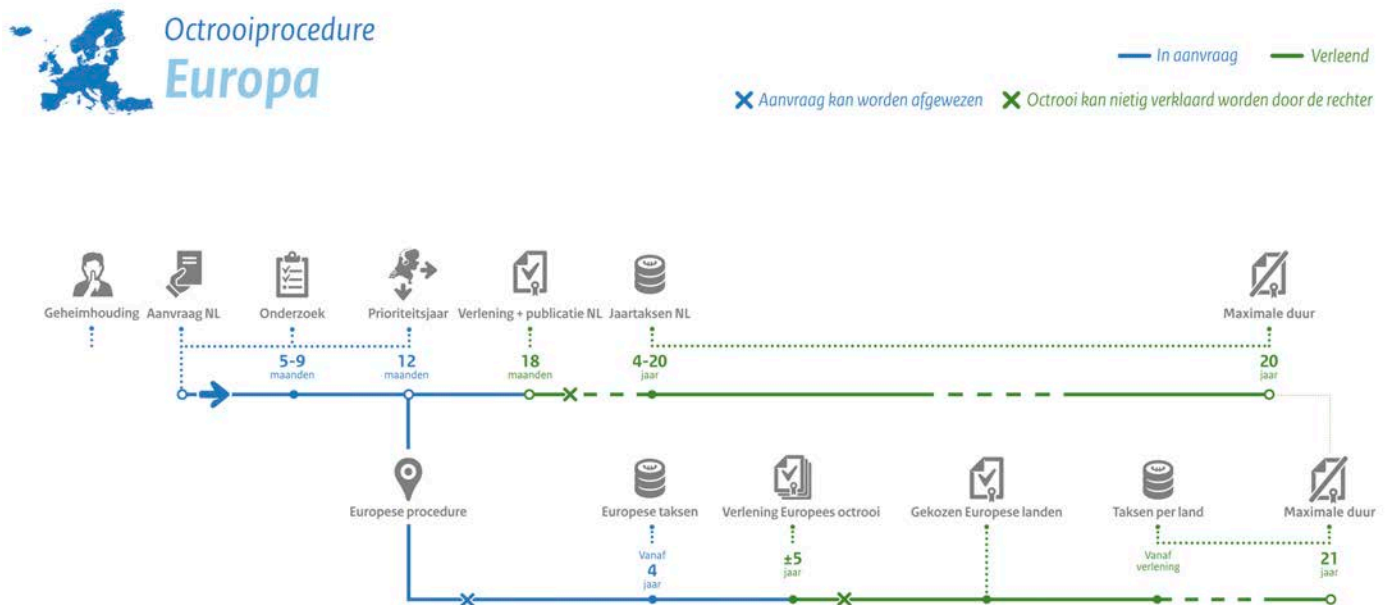 Octrooiprocedure
Europa
In aanvraag
Verleend
Aanvraag kan worden afgewezen
Octrooi kan nietig verklaard worden door de rechter
Geheimhouding
Aanvraag NL
Onderzoek
Prioriteitsjaar
Verlening + publicatie NL
Jaartaksen NL
Maximale duur
5-9
maanden
12
maanden
18
maanden
4-20
jaar
20
jaar
Europese procedure
Europese taksen
Verlening Europees octrooi
Gekozen Europese landen
Taksen per land
Maximale duur
Vanaf
4
jaar
±5
jaar
Vanaf
verlening
21
jaar